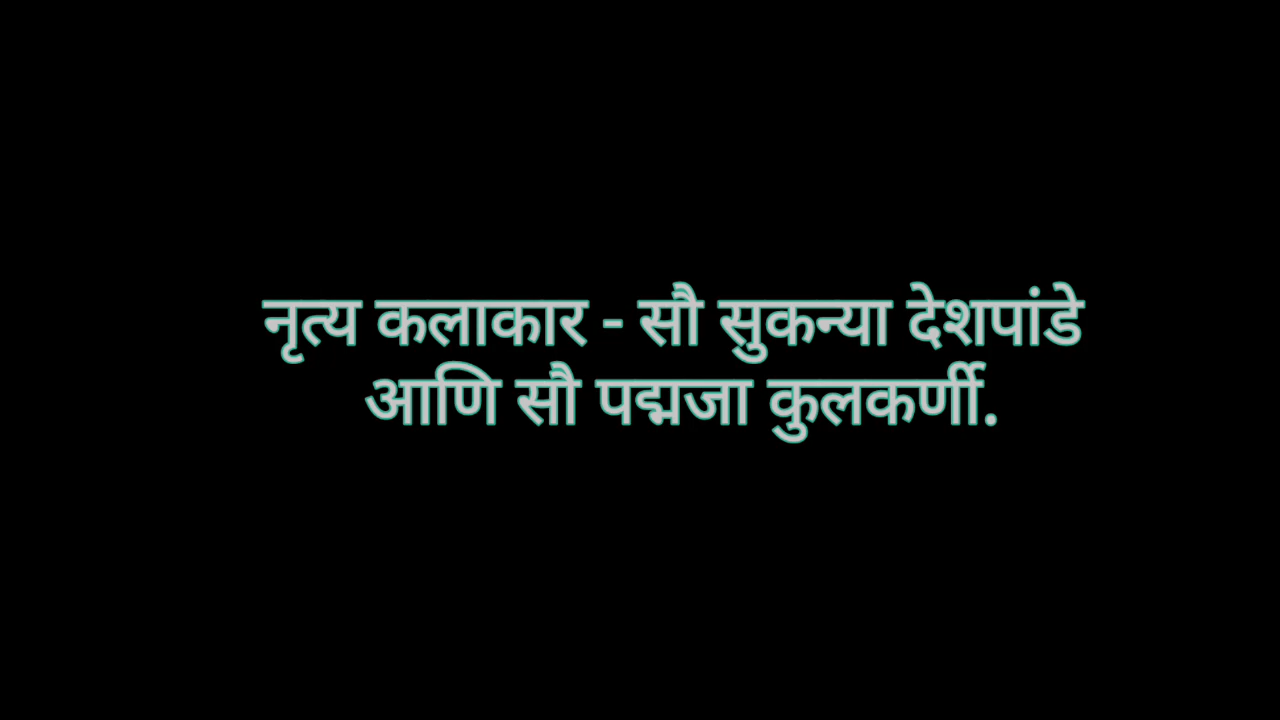 नृत्य कलाकार - सौ सुकन्या देशपांडे
आणि सौ पद्मजा कुलकर्णी.